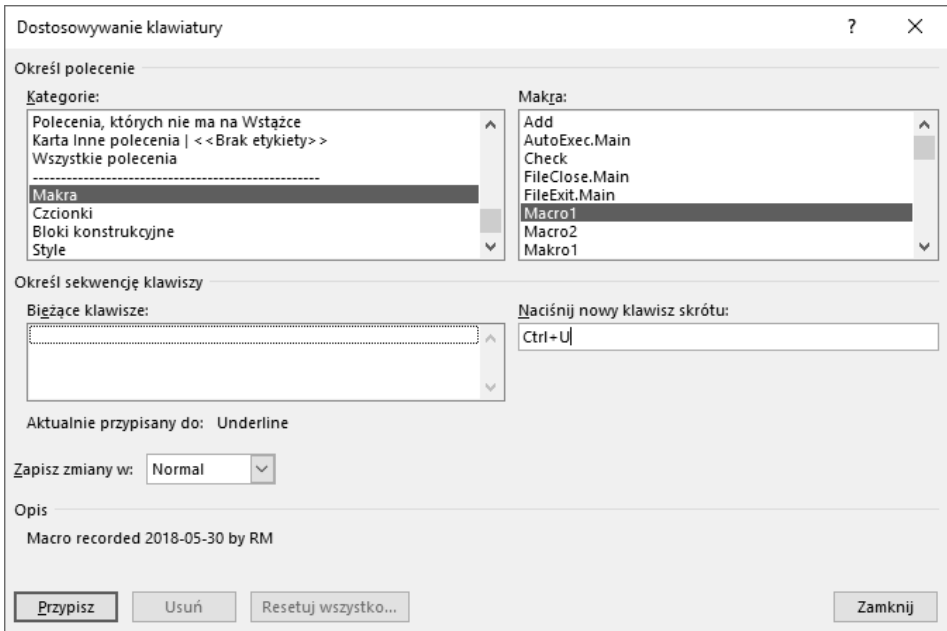 Dostosowywanie klawiatury ? ×
Określ polecenie
Kategorie:
Polecenia, których nie ma na Wstążce
Karta Inne polecenia | <<Brak etykiety>>
Wszystkie polecenia
---------------------------------------------------
Makra
Czcionki
Bloki konstrukcyjne
Style
Makra:
Add
AutoExec.Main
Check
FileClose.Main
FileExit.Main
Macro1
Macro2
Makro1
Określ sekwencję klawiszy
Bieżące klawisze:
Naciśnij nowy klawisz skrótu:
Ctrl+U
Aktualnie przypisany do: Underline
Zapisz zmiany w: Normal
Opis
Macro recorded 2018-05-30 by RM
Przypisz Usuń Resetuj wszystko... Zamknij